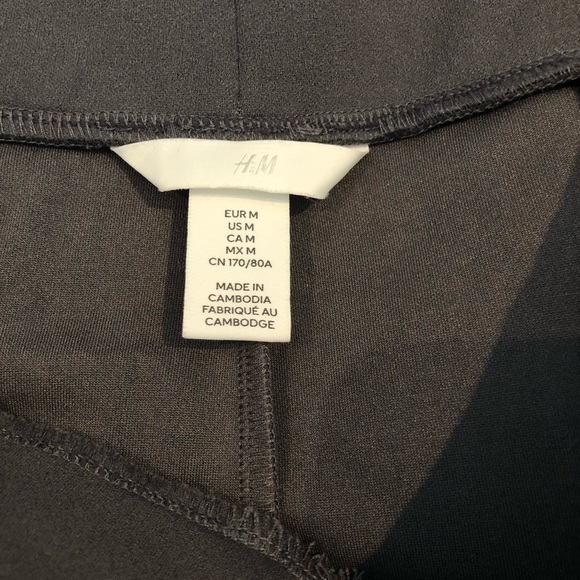 H&M
EUR M
US M
CA M
MX M
CN 170/80A
MADE IN
CAMBODIA
FABRIQUÉ AU
CAMBODGE